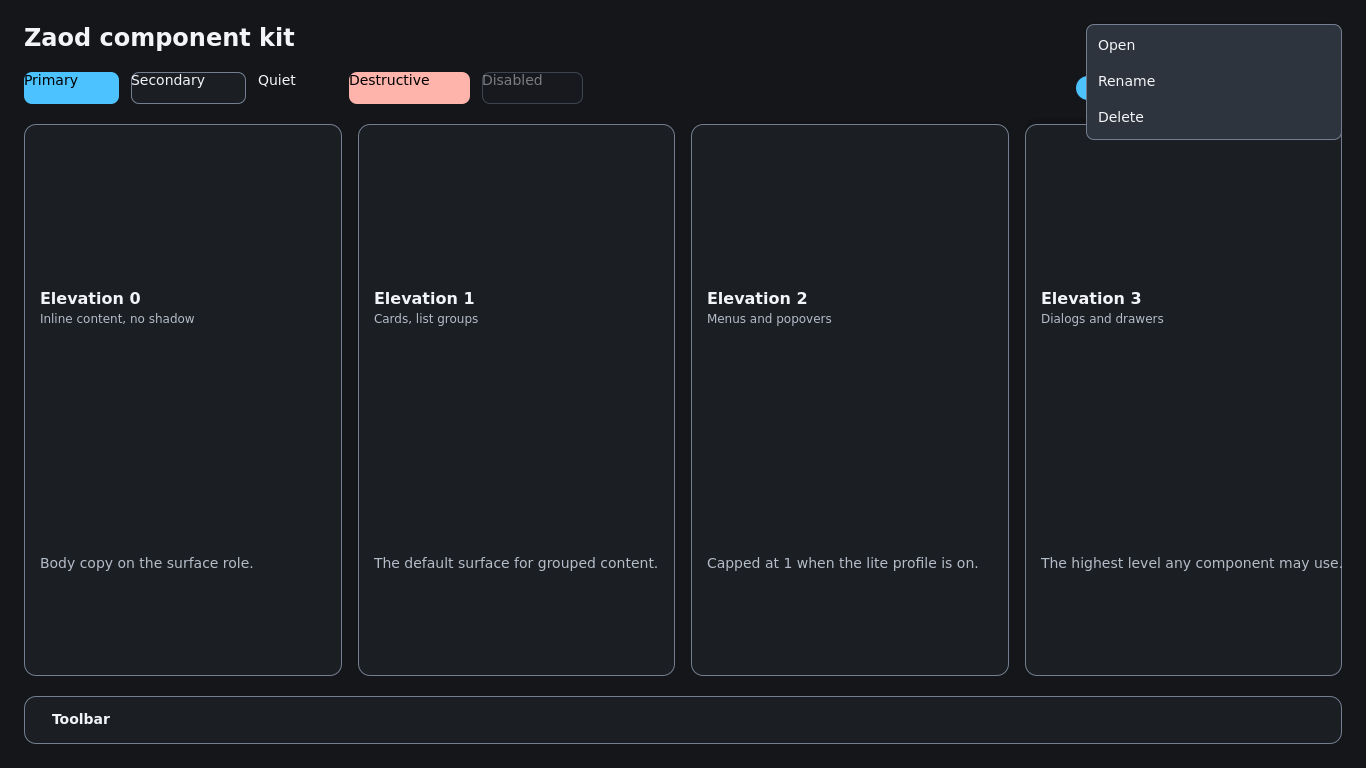 Zaod component kit
Open
Rename
Delete
Primary
Secondary
Quiet
Destructive
Disabled
Elevation 0
Inline content, no shadow
Body copy on the surface role.
Elevation 1
Cards, list groups
The default surface for grouped content.
Elevation 2
Menus and popovers
Capped at 1 when the lite profile is on.
Elevation 3
Dialogs and drawers
The highest level any component may use.
Toolbar